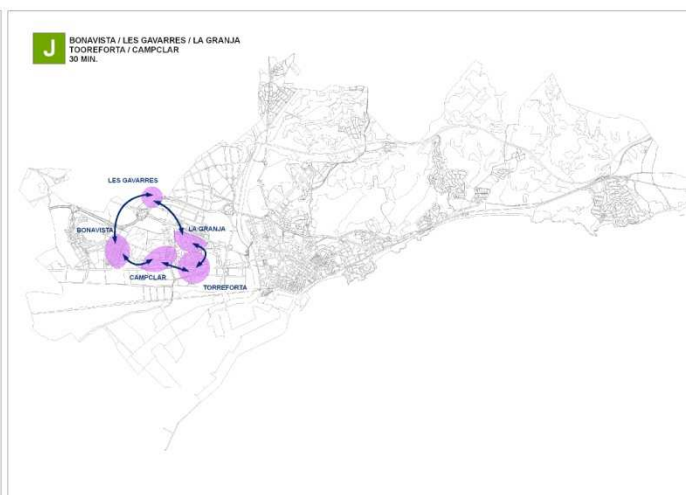 J
BONAVISTA / LES GAVARRES / LA GRANJA
TOOREFORTA / CAMPCLAR
30 MIN.
LES GAVARRES
BONAVISTA
LA GRANJA
CAMPCLAR
TORREFORTA